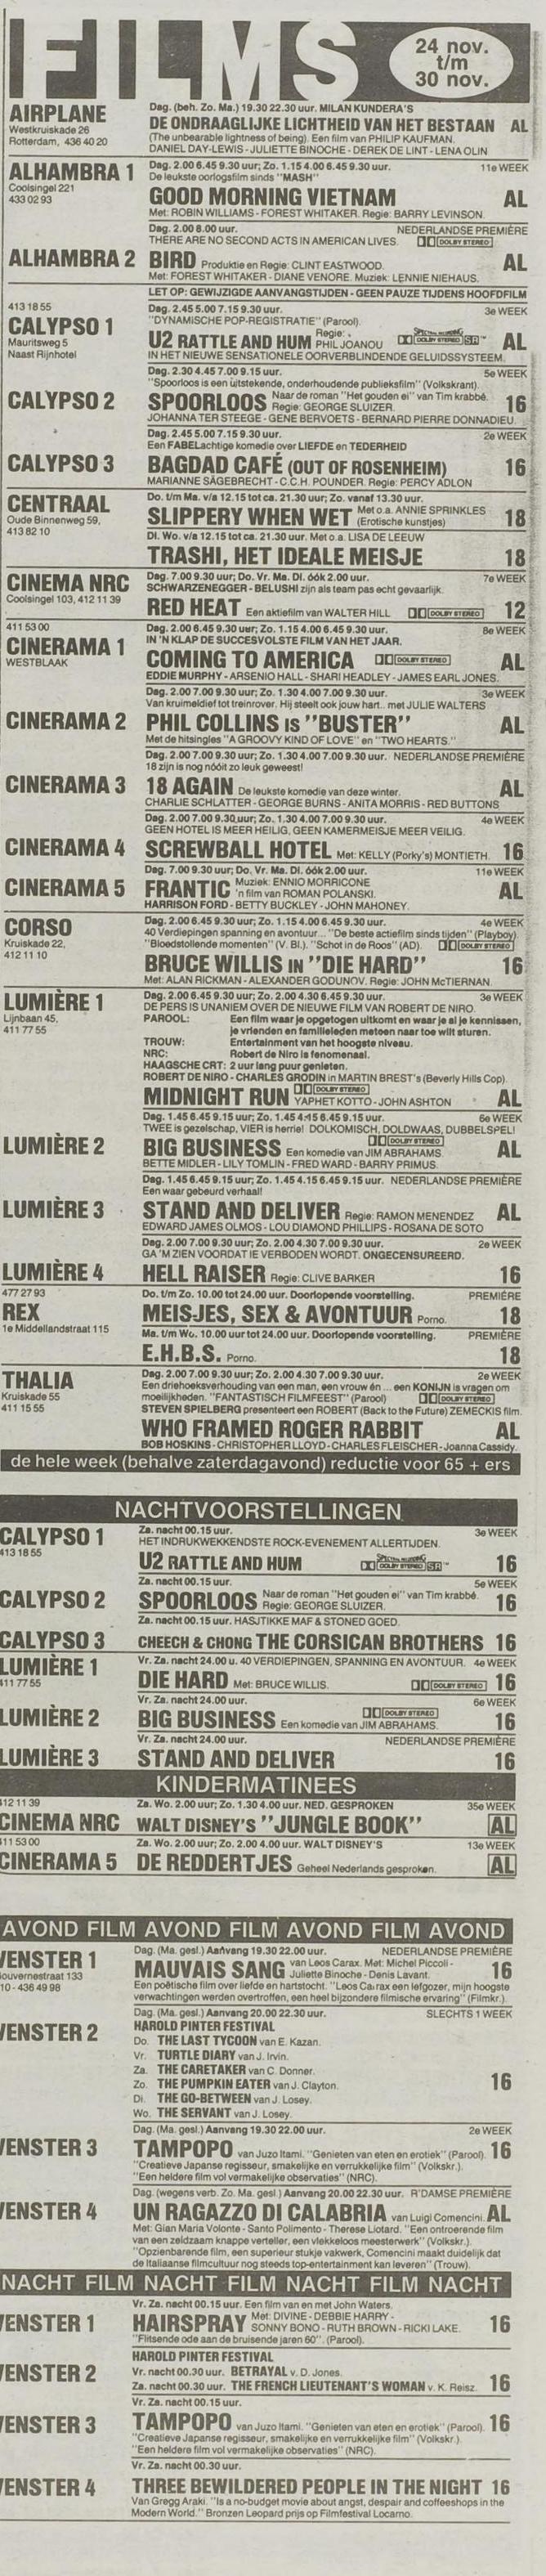 FILMS
24 nov.
t/m
30 nov.
AIRPLANE
Westkruiskade 26
Rotterdam, 436 40 20
Dag. (beh. Zo. Ma.) 19.30 22.30 uur. MILAN KUNDERA'S
DE ONDRAAGLIJKE LICHTHEID VAN HET BESTAAN AL
(The unbearable lightness of being). Een film van PHILIP KAUFMAN.
DANIEL DAY-LEWIS - JULIETTE BINOCHE - DEREK DE LINT - LENA OLIN
ALHAMBRA 1
Coolsingel 221
433 02 93
Dag. 2.00 6.45 9.30 uur; Zo. 1.15 4.00 6.45 9.30 uur. 11e WEEK
De leukste oorlogsfilm sinds "MASH"
GOOD MORNING VIETNAM AL
Met: ROBIN WILLIAMS - FOREST WHITAKER. Regie: BARRY LEVINSON.
ALHAMBRA 2
Dag. 2.00 8.00 uur. NEDERLANDSE PREMIÈRE
THERE ARE NO SECOND ACTS IN AMERICAN LIVES. DOLBY STEREO
BIRD Produktie en Regie: CLINT EASTWOOD. AL
Met: FOREST WHITAKER - DIANE VENORE. Muziek: LENNIE NIEHAUS.
LET OP: GEWIJZIGDE AANVANGSTIJDEN - GEEN PAUZE TIJDENS HOOFDFILM
413 18 55
CALYPSO 1
Mauritsweg 5
Naast Rijnhotel
Dag. 2.45 5.00 7.15 9.30 uur. 3e WEEK
"DYNAMISCHE POP-REGISTRATIE" (Parool).
U2 RATTLE AND HUM Regie: PHIL JOANOU DOLBY STEREO SR AL
IN HET NIEUWE SENSATIONELE OORVERBLINDENDE GELUIDSSYSTEEM.
CALYPSO 2
Dag. 2.30 4.45 7.00 9.15 uur. 5e WEEK
"Spoorloos is een uitstekende, onderhoudende publieksfilm" (Volkskrant).
SPOORLOOS Naar de roman "Het gouden ei" van Tim krabbé.
Regie: GEORGE SLUIZER. 16
JOHANNA TER STEEGE - GENE BERVOETS - BERNARD PIERRE DONNADIEU.
CALYPSO 3
Dag. 2.45 5.00 7.15 9.30 uur. 2e WEEK
Een FABELachtige komedie over LIEFDE en TEDERHEID
BAGDAD CAFÉ (OUT OF ROSENHEIM) 16
MARIANNE SÄGEBRECHT - C.C.H. POUNDER. Regie: PERCY ADLON
CENTRAAL
Oude Binnenweg 59,
413 82 10
Do. t/m Ma. v/a 12.15 tot ca. 21.30 uur; Zo. vanaf 13.30 uur.
SLIPPERY WHEN WET Met o.a. ANNIE SPRINKLES
(Erotische kunstjes) 18
Di. Wo. v/a 12.15 tot ca. 21.30 uur. Met o.a. LISA DE LEEUW
TRASHI, HET IDEALE MEISJE 18
CINEMA NRC
Coolsingel 103, 412 11 39
Dag. 7.00 9.30 uur; Do. Vr. Ma. Di. óók 2.00 uur. 7e WEEK
SCHWARZENEGGER - BELUSHI zijn als team pas echt gevaarlijk.
RED HEAT Een aktiefilm van WALTER HILL DOLBY STEREO 12
411 53 00
CINERAMA 1
WESTBLAAK
Dag. 2.00 6.45 9.30 uur; Zo. 1.15 4.00 6.45 9.30 uur. 8e WEEK
IN 'N KLAP DE SUCCESVOLSTE FILM VAN HET JAAR.
COMING TO AMERICA DOLBY STEREO AL
EDDIE MURPHY - ARSENIO HALL - SHARI HEADLEY - JAMES EARL JONES.
CINERAMA 2
Dag. 2.00 7.00 9.30 uur; Zo. 1.30 4.00 7.00 9.30 uur. 3e WEEK
Van kruimeldief tot treinrover. Hij steelt ook jouw hart.. met JULIE WALTERS
PHIL COLLINS IS "BUSTER" AL
Met de hitsingles "A GROOVY KIND OF LOVE" en "TWO HEARTS."
CINERAMA 3
Dag. 2.00 7.00 9.30 uur; Zo. 1.30 4.00 7.00 9.30 uur. NEDERLANDSE PREMIÈRE
18 zijn is nog nóóit zo leuk geweest!
18 AGAIN De leukste komedie van deze winter. AL
CHARLIE SCHLATTER - GEORGE BURNS - ANITA MORRIS - RED BUTTONS
CINERAMA 4
Dag. 2.00 7.00 9.30 uur; Zo. 1.30 4.00 7.00 9.30 uur. 4e WEEK
GEEN HOTEL IS MEER HEILIG, GEEN KAMERMEISJE MEER VEILIG.
SCREWBALL HOTEL Met: KELLY (Porky's) MONTIETH. 16
CINERAMA 5
Dag. 7.00 9.30 uur; Do. Vr. Ma. Di. óók 2.00 uur. 11e WEEK
FRANTIC Muziek: ENNIO MORRICONE
'n film van ROMAN POLANSKI. AL
HARRISON FORD - BETTY BUCKLEY - JOHN MAHONEY.
CORSO
Kruiskade 22,
412 11 10
Dag. 2.00 6.45 9.30 uur; Zo. 1.15 4.00 6.45 9.30 uur. 4e WEEK
40 Verdiepingen spanning en avontuur... "De beste actiefilm sinds tijden" (Playboy).
"Bloedstollende momenten" (V. Bl.). "Schot in de Roos" (AD). DOLBY STEREO
BRUCE WILLIS IN "DIE HARD" 16
Met: ALAN RICKMAN - ALEXANDER GODUNOV. Regie: JOHN McTIERNAN.
LUMIÈRE 1
Lijnbaan 45,
411 77 55
Dag. 2.00 6.45 9.30 uur; Zo. 2.00 4.30 6.45 9.30 uur. 3e WEEK
DE PERS IS UNANIEM OVER DE NIEUWE FILM VAN ROBERT DE NIRO.
PAROOL: Een film waar je opgetogen uitkomt en waar je al je kennissen,
je vrienden en familieleden meteen naar toe wilt sturen.
TROUW: Entertainment van het hoogste niveau.
NRC: Robert de Niro is fenomenaal.
HAAGSCHE CRT: 2 uur lang puur genieten.
ROBERT DE NIRO - CHARLES GRODIN in MARTIN BREST's (Beverly Hills Cop).
DOLBY STEREO
MIDNIGHT RUN YAPHET KOTTO - JOHN ASHTON AL
LUMIÈRE 2
Dag. 1.45 6.45 9.15 uur; Zo. 1.45 4.15 6.45 9.15 uur. 6e WEEK
TWEE is gezelschap, VIER is herrie! DOLKOMISCH, DOLDWAAS, DUBBELSPEL!
DOLBY STEREO
BIG BUSINESS Een komedie van JIM ABRAHAMS. AL
BETTE MIDLER - LILY TOMLIN - FRED WARD - BARRY PRIMUS.
LUMIÈRE 3
Dag. 1.45 6.45 9.15 uur; Zo. 1.45 4.15 6.45 9.15 uur. NEDERLANDSE PREMIÈRE
Een waar gebeurd verhaal!
STAND AND DELIVER Regie: RAMON MENENDEZ AL
EDWARD JAMES OLMOS - LOU DIAMOND PHILLIPS - ROSANA DE SOTO
LUMIÈRE 4
Dag. 2.00 7.00 9.30 uur; Zo. 2.00 4.30 7.00 9.30 uur. 2e WEEK
GA 'M ZIEN VOORDAT IE VERBODEN WORDT. ONGECENSUREERD.
HELL RAISER Regie: CLIVE BARKER 16
477 27 93
REX
1e Middellandstraat 115
Do. t/m Zo. 10.00 tot 24.00 uur. Doorlopende voorstelling. PREMIÈRE
MEISJES, SEX & AVONTUUR Porno. 18
Ma. t/m Wo. 10.00 uur tot 24.00 uur. Doorlopende voorstelling. PREMIÈRE
E.H.B.S. Porno. 18
THALIA
Kruiskade 55
411 15 55
Dag. 2.00 7.00 9.30 uur; Zo. 2.00 4.30 7.00 9.30 uur. 2e WEEK
Een driehoeksverhouding van een man, een vrouw én ... een KONIJN is vragen om
moeilijkheden. "FANTASTISCH FILMFEEST" (Parool) DOLBY STEREO
STEVEN SPIELBERG presenteert een ROBERT (Back to the Future) ZEMECKIS film.
WHO FRAMED ROGER RABBIT AL
BOB HOSKINS - CHRISTOPHER LLOYD - CHARLES FLEISCHER - Joanna Cassidy.
de hele week (behalve zaterdagavond) reductie voor 65 + ers
NACHTVOORSTELLINGEN
CALYPSO 1
413 18 55
Za. nacht 00.15 uur. 3e WEEK
HET INDRUKWEKKENDSTE ROCK-EVENEMENT ALLERTIJDEN.
U2 RATTLE AND HUM DOLBY STEREO SR 16
CALYPSO 2
Za. nacht 00.15 uur. 5e WEEK
SPOORLOOS Naar de roman "Het gouden ei" van Tim krabbé.
Regie: GEORGE SLUIZER. 16
CALYPSO 3
Za. nacht 00.15 uur. HASJTIKKE MAF & STONED GOED.
CHEECH & CHONG THE CORSICAN BROTHERS 16
LUMIÈRE 1
411 77 55
Vr. Za. nacht 24.00 u. 40 VERDIEPINGEN, SPANNING EN AVONTUUR. 4e WEEK
DIE HARD Met: BRUCE WILLIS. DOLBY STEREO 16
LUMIÈRE 2
Vr. Za. nacht 24.00 uur. 6e WEEK
DOLBY STEREO
BIG BUSINESS Een komedie van JIM ABRAHAMS. 16
LUMIÈRE 3
Vr. Za. nacht 24.00 uur. NEDERLANDSE PREMIÈRE
STAND AND DELIVER 16
KINDERMATINEES
412 11 39
CINEMA NRC
Za. Wo. 2.00 uur; Zo. 1.30 4.00 uur. NED. GESPROKEN 35e WEEK
WALT DISNEY'S "JUNGLE BOOK" AL
411 53 00
CINERAMA 5
Za. Wo. 2.00 uur; Zo. 2.00 4.00 uur. WALT DISNEY'S 13e WEEK
DE REDDERTJES Geheel Nederlands gesproken. AL
AVOND FILM AVOND FILM AVOND FILM AVOND
VENSTER 1
Gouvernestraat 133
10 - 436 49 98
Dag. (Ma. gesl.) Aanvang 19.30 22.00 uur. NEDERLANDSE PREMIÈRE
MAUVAIS SANG van Leos Carax. Met: Michel Piccoli -
Juliette Binoche - Denis Lavant. 16
Een poëtische film over liefde en hartstocht. "Leos Carax een lefgozer, mijn hoogste
verwachtingen werden overtroffen, een heel bijzondere filmische ervaring" (Filmkr.).
VENSTER 2
Dag. (Ma. gesl.) Aanvang 20.00 22.30 uur. SLECHTS 1 WEEK
HAROLD PINTER FESTIVAL
Do. THE LAST TYCOON van E. Kazan.
Vr. TURTLE DIARY van J. Irvin.
Za. THE CARETAKER van C. Donner.
Zo. THE PUMPKIN EATER van J. Clayton. 16
Di. THE GO-BETWEEN van J. Losey.
Wo. THE SERVANT van J. Losey.
VENSTER 3
Dag. (Ma. gesl.) Aanvang 19.30 22.00 uur. 2e WEEK
TAMPOPO van Juzo Itami. "Genieten van eten en erotiek" (Parool). 16
"Creatieve Japanse regisseur, smakelijke en verrukkelijke film" (Volkskr.).
"Een heldere film vol vermakelijke observaties" (NRC).
VENSTER 4
Dag. (wegens verb. Zo. Ma. gesl.) Aanvang 20.00 22.30 uur. R'DAMSE PREMIÈRE
UN RAGAZZO DI CALABRIA van Luigi Comencini. AL
Met: Gian Maria Volonte - Santo Polimento - Therese Liotard. "Een ontroerende film
van een zeldzaam knappe verteller, een vlekkeloos meesterwerk" (Volkskr.).
"Opzienbarende film, een superieur stukje vakwerk, Comencini maakt duidelijk dat
de Italiaanse filmcultuur nog steeds top-entertainment kan leveren" (Trouw).
NACHT FILM NACHT FILM NACHT FILM NACHT
VENSTER 1
Vr. Za. nacht 00.15 uur. Een film van en met John Waters.
HAIRSPRAY Met: DIVINE - DEBBIE HARRY -
SONNY BONO - RUTH BROWN - RICKI LAKE. 16
"Flitsende ode aan de bruisende jaren 60". (Parool).
VENSTER 2
HAROLD PINTER FESTIVAL
Vr. nacht 00.30 uur. BETRAYAL v. D. Jones.
Za. nacht 00.30 uur. THE FRENCH LIEUTENANT'S WOMAN v. K. Reisz. 16
VENSTER 3
Vr. Za. nacht 00.15 uur.
TAMPOPO van Juzo Itami. "Genieten van eten en erotiek" (Parool). 16
"Creatieve Japanse regisseur, smakelijke en verrukkelijke film" (Volkskr.).
"Een heldere film vol vermakelijke observaties" (NRC).
VENSTER 4
Vr. Za. nacht 00.30 uur.
THREE BEWILDERED PEOPLE IN THE NIGHT 16
Van Gregg Araki. "Is a no-budget movie about angst, despair and coffeeshops in the
Modern World." Bronzen Leopard prijs op Filmfestival Locarno.